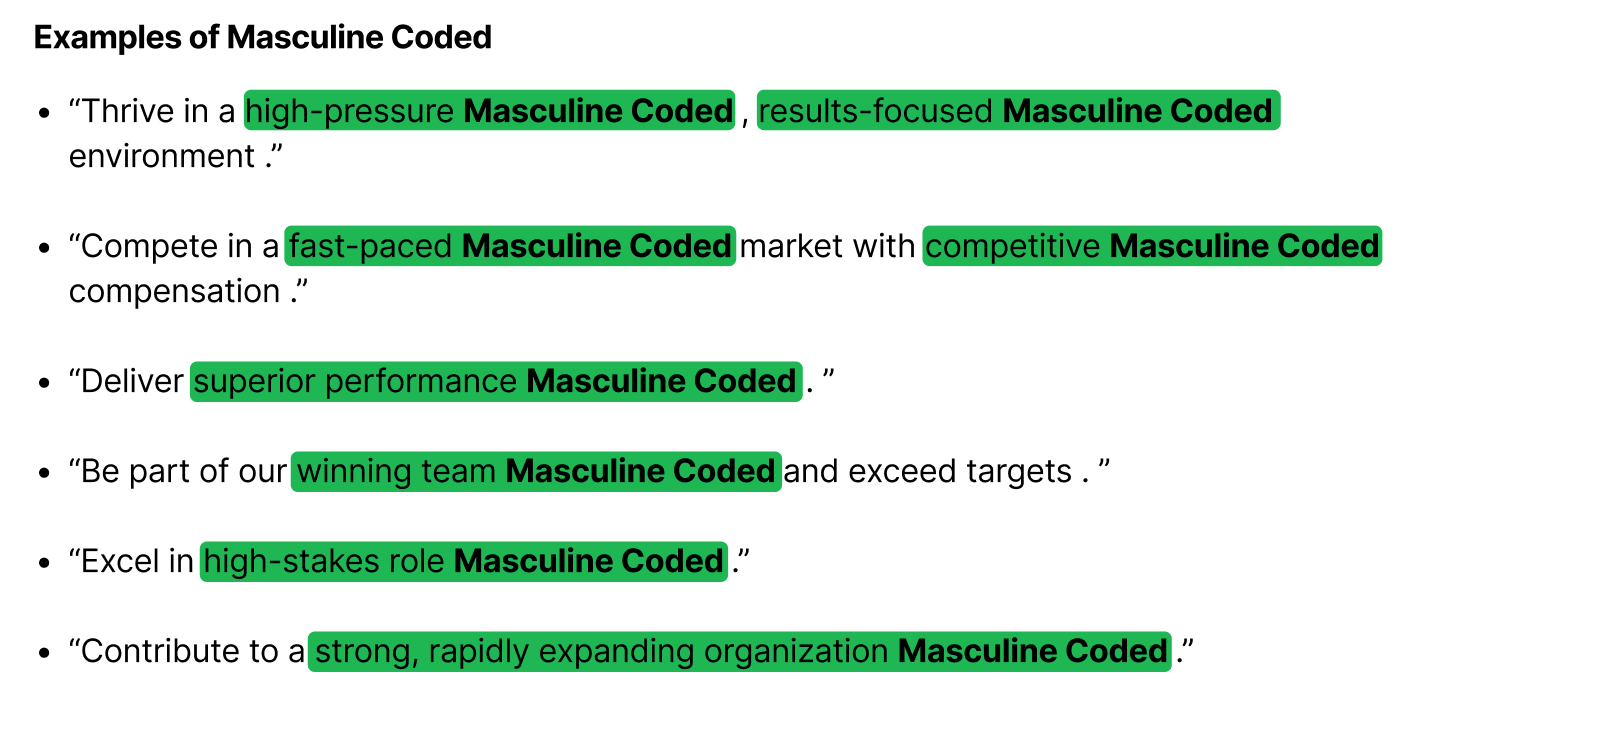 Examples of Masculine Coded
• “Thrive in a high-pressure Masculine Coded , results-focused Masculine Coded
environment .”
• “Compete in a fast-paced Masculine Coded market with competitive Masculine Coded
compensation .”
• “Deliver superior performance Masculine Coded . ”
• “Be part of our winning team Masculine Coded and exceed targets . ”
• “Excel in high-stakes role Masculine Coded .”
• “Contribute to a strong, rapidly expanding organization Masculine Coded .”